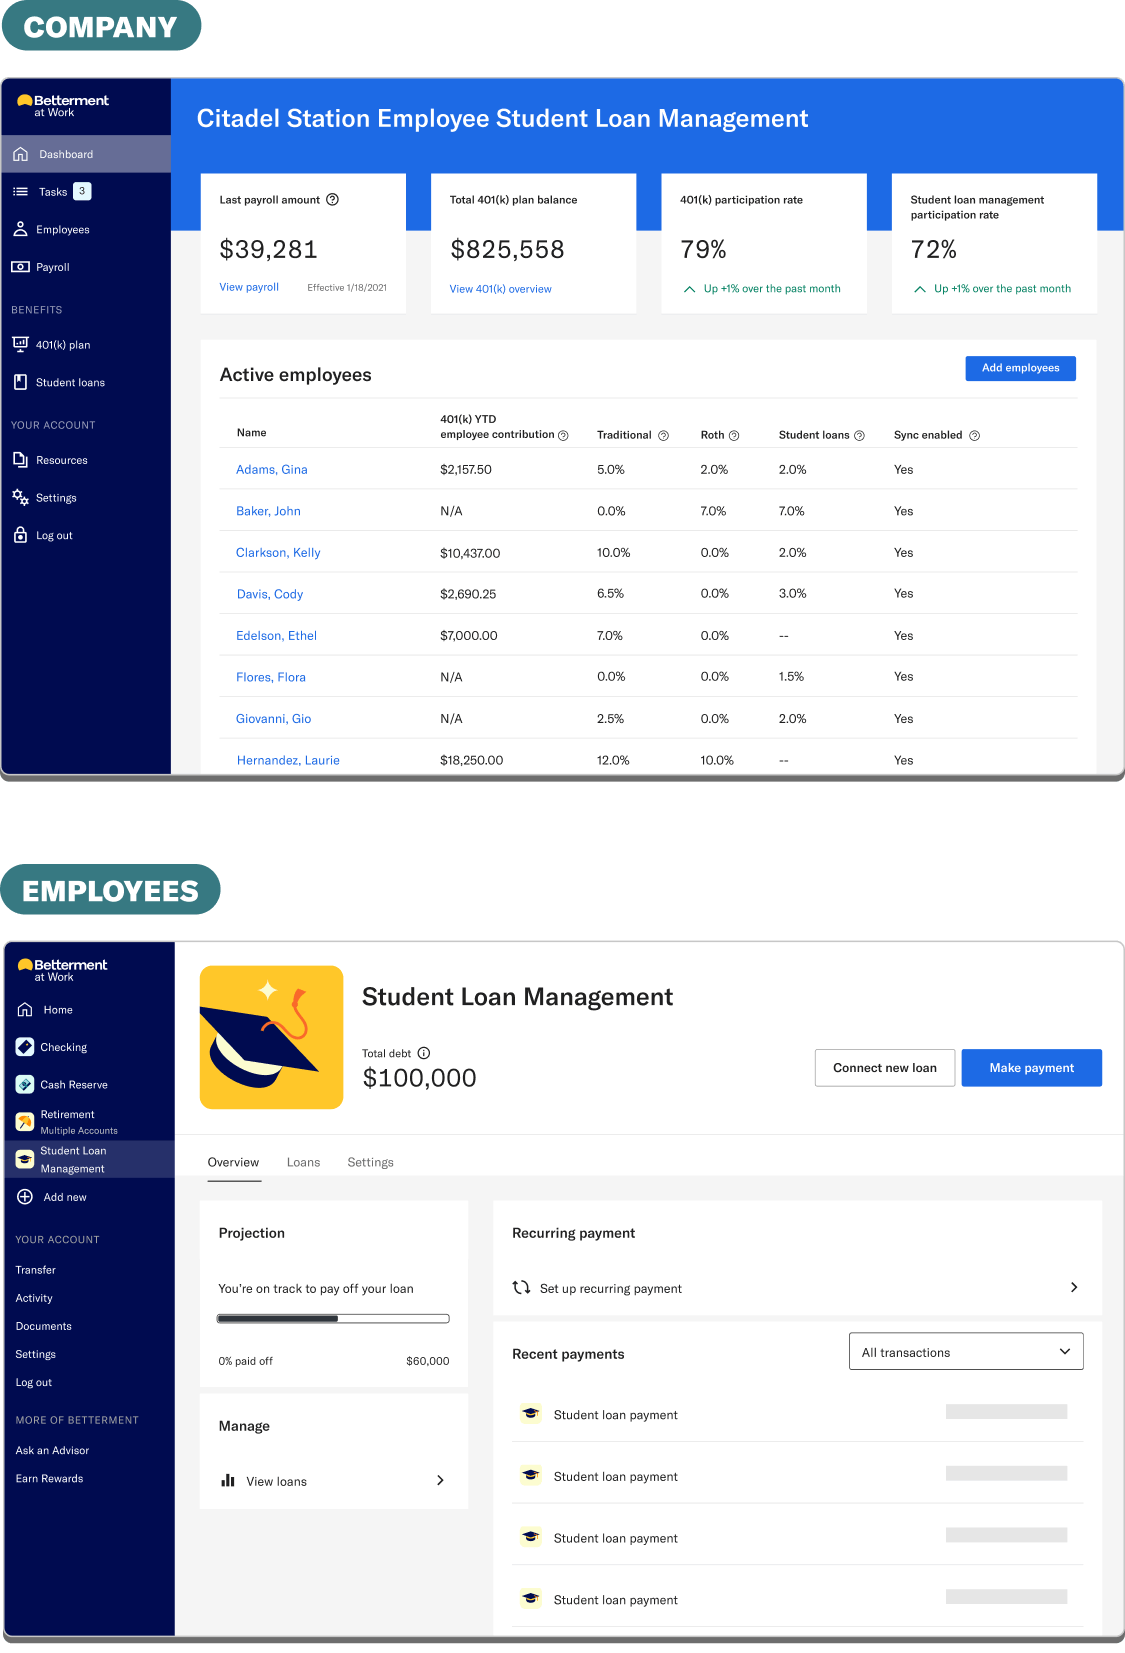 COMPANY
Betterment
at Work
Dashboard
Tasks 3
Employees
Payroll
BENEFITS
401(k) plan
Student loans
YOUR ACCOUNT
Resources
Settings
Log out
Citadel Station Employee Student Loan Management
Last payroll amount
$39,281
View payroll Effective 1/18/2021
Total 401(k) plan balance
$825,558
View 401(k) overview
401(k) participation rate
79%
Up +1% over the past month
Student loan management
participation rate
72%
Up +1% over the past month
Active employees
Add employees
Name 401(k) YTD
employee contribution Traditional Roth Student loans Sync enabled
Adams, Gina $2,157.50 5.0% 2.0% 2.0% Yes
Baker, John N/A 0.0% 7.0% 7.0% Yes
Clarkson, Kelly $10,437.00 10.0% 0.0% 2.0% Yes
Davis, Cody $2,690.25 6.5% 0.0% 3.0% Yes
Edelson, Ethel $7,000.00 7.0% 0.0% -- Yes
Flores, Flora N/A 0.0% 0.0% 1.5% Yes
Giovanni, Gio N/A 2.5% 0.0% 2.0% Yes
Hernandez, Laurie $18,250.00 12.0% 10.0% -- Yes
EMPLOYEES
Betterment
at Work
Home
Checking
Cash Reserve
Retirement
Multiple Accounts
Student Loan
Management
Add new
YOUR ACCOUNT
Transfer
Activity
Documents
Settings
Log out
MORE OF BETTERMENT
Ask an Advisor
Earn Rewards
Student Loan Management
Total debt
$100,000
Connect new loan
Make payment
Overview Loans Settings
Projection
You're on track to pay off your loan
0% paid off $60,000
Manage
View loans
Recurring payment
Set up recurring payment
Recent payments
All transactions
Student loan payment
Student loan payment
Student loan payment
Student loan payment